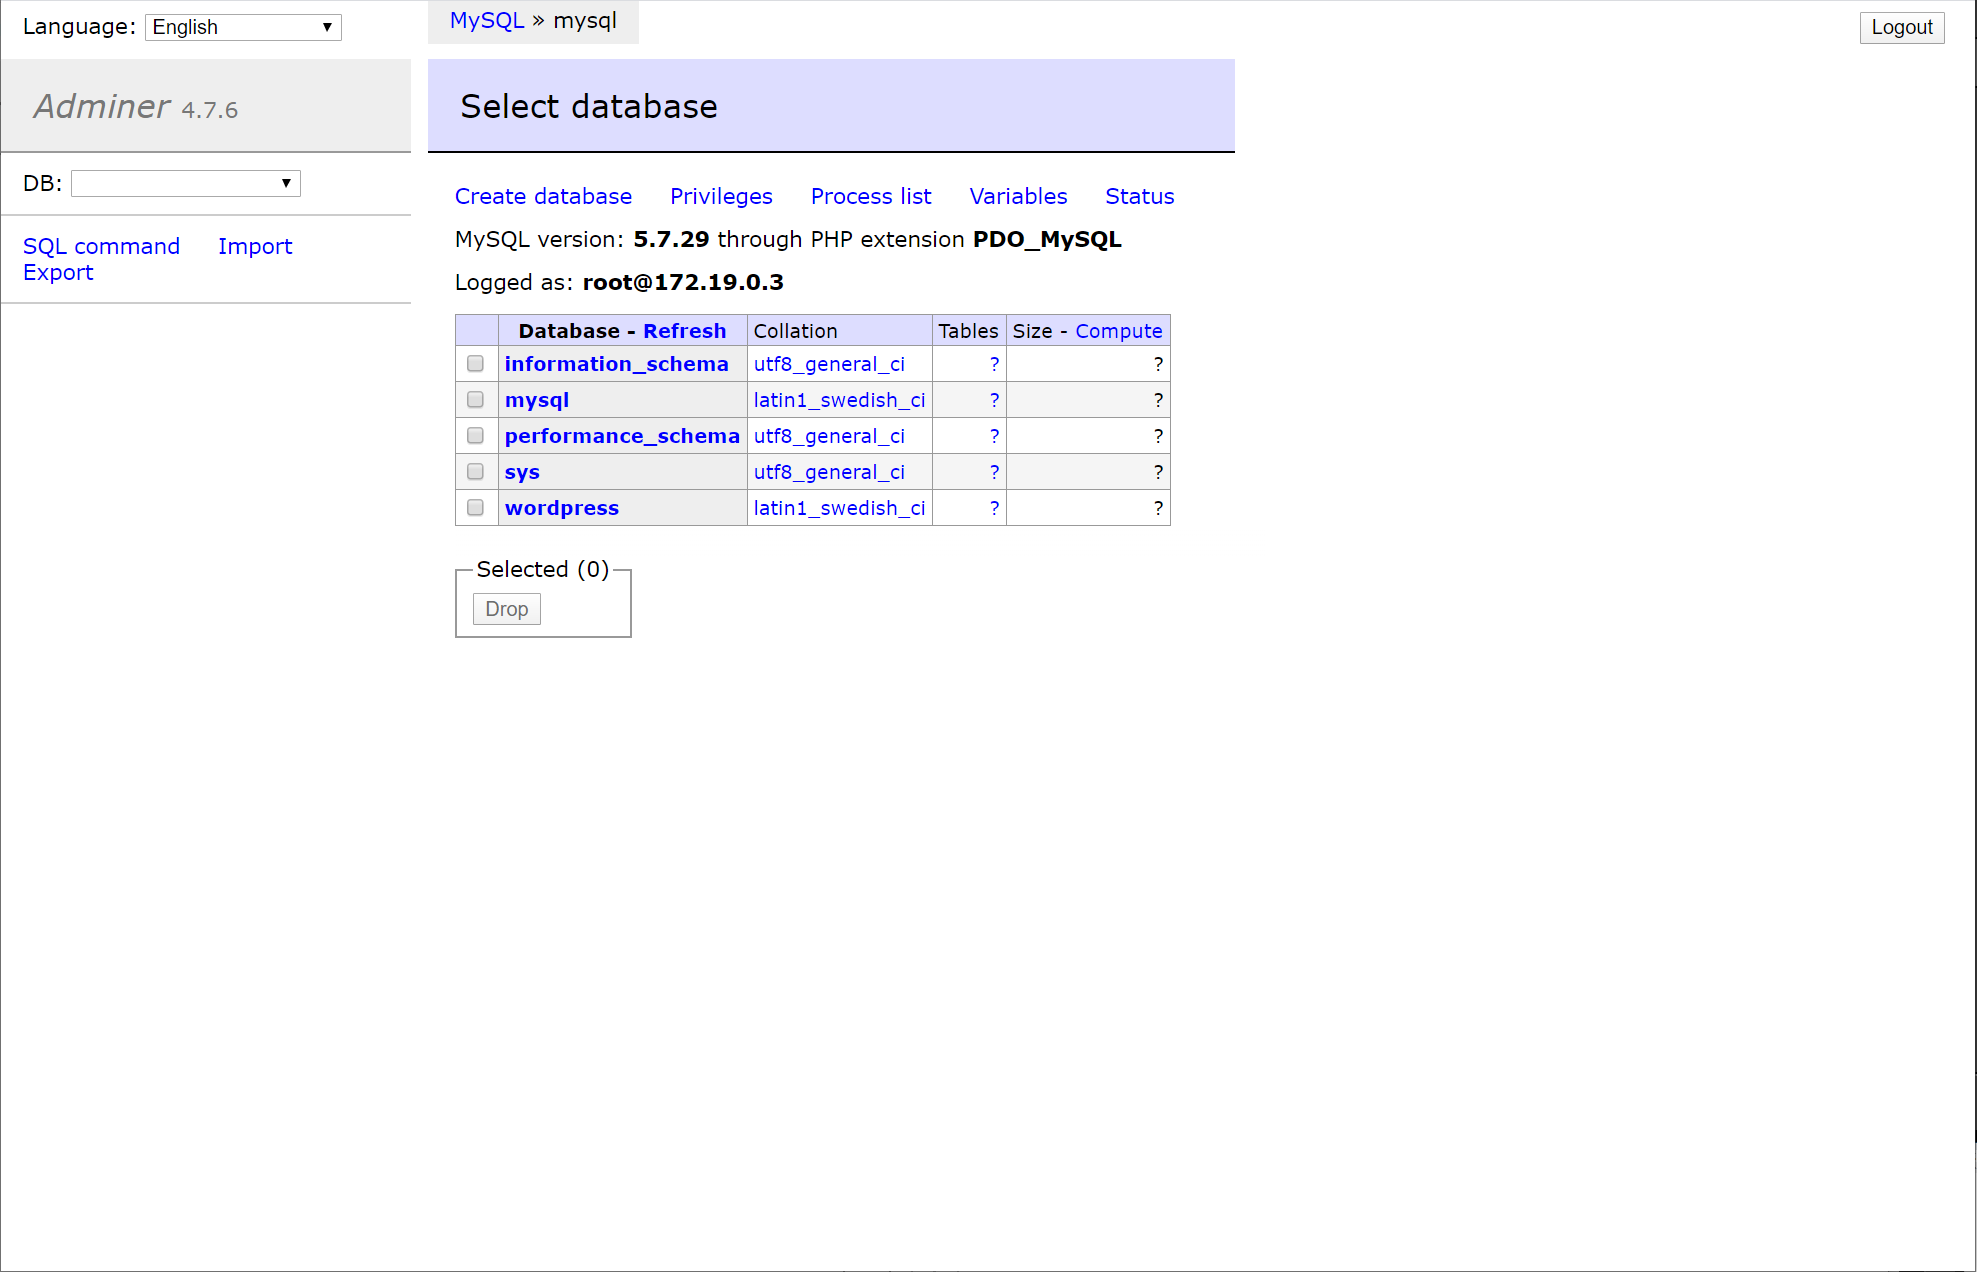 Language: English
MySQL » mysql
Logout
Adminer 4.7.6
Select database
DB:
SQL command Import
Export
Create database Privileges Process list Variables Status
MySQL version: 5.7.29 through PHP extension PDO_MySQL
Logged as: root@172.19.0.3
Database - Refresh Collation Tables Size - Compute
information_schema utf8_general_ci ? ?
mysql latin1_swedish_ci ? ?
performance_schema utf8_general_ci ? ?
sys utf8_general_ci ? ?
wordpress latin1_swedish_ci ? ?
Selected (0)
Drop